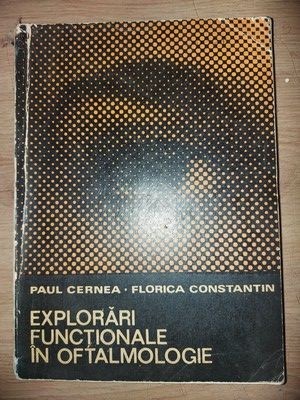 PAUL CERNEA · FLORICA CONSTANTIN
EXPLORĂRI
FUNCȚIONALE
ÎN OFTALMOLOGIE